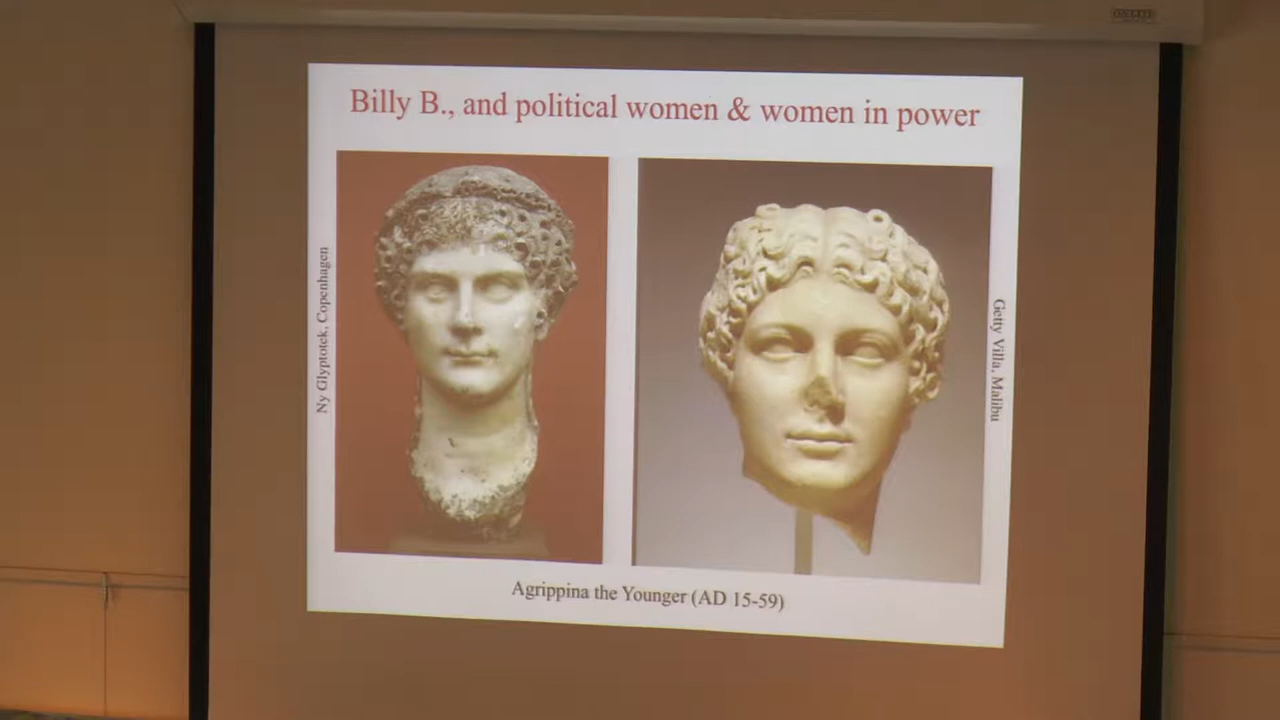 Billy B., and political women & women in power
Ny Glyptotek, Copenhagen
Getty Villa, Malibu
Agrippina the Younger (AD 15-59)